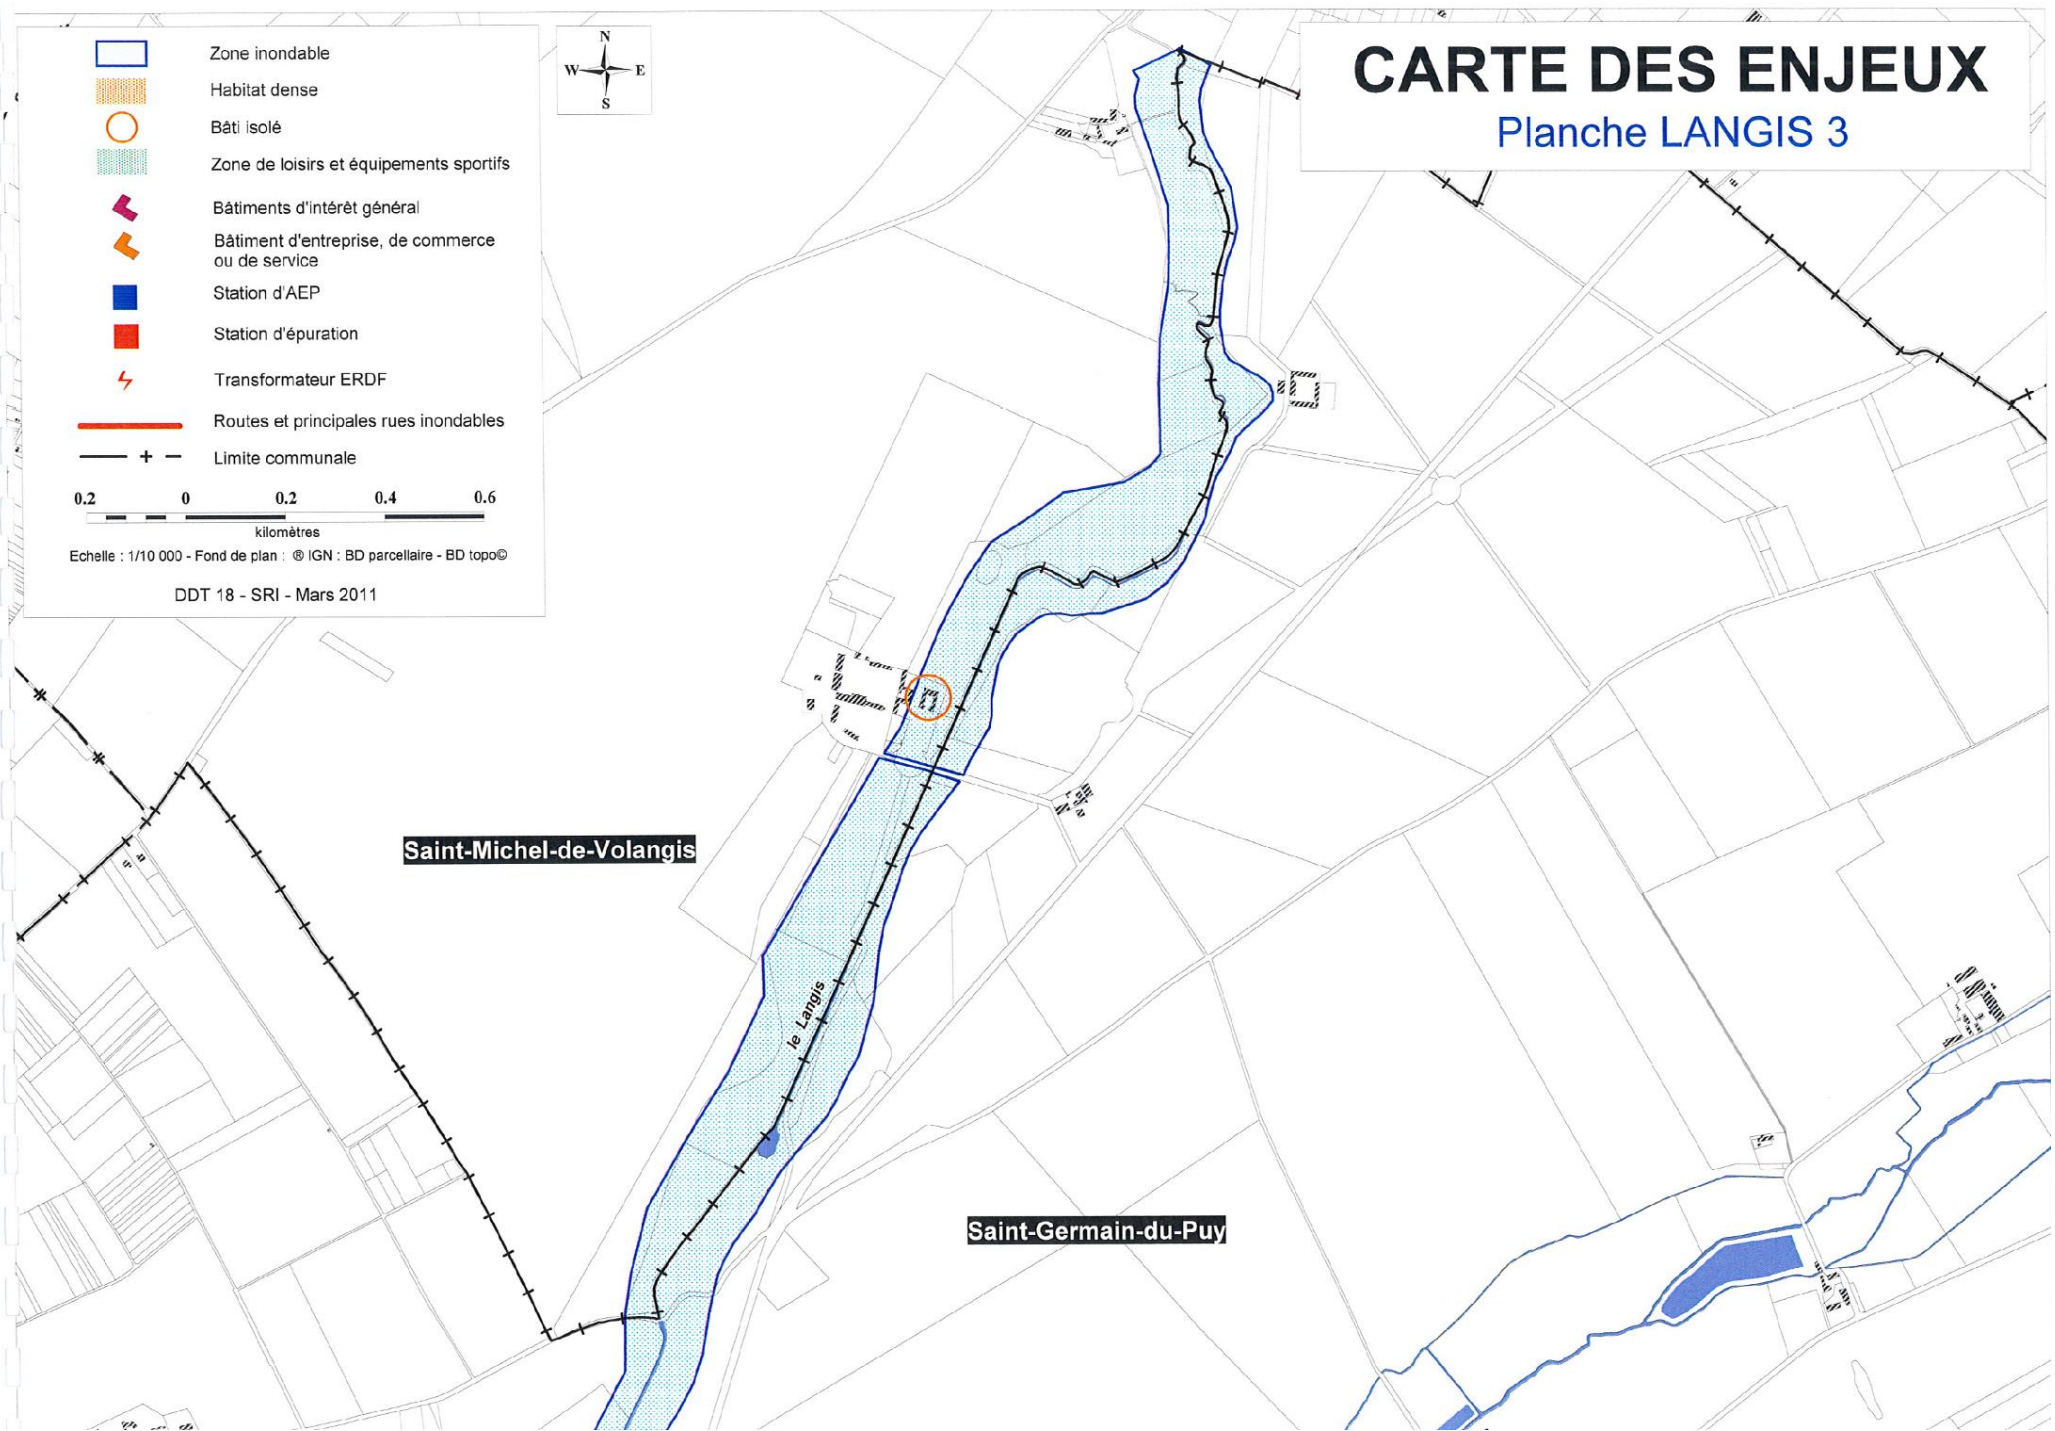 CARTE DES ENJEUX
Planche LANGIS 3
Zone inondable
Habitat dense
Bâti isolé
Zone de loisirs et équipements sportifs
Bâtiments d'intérêt général
Bâtiment d'entreprise, de commerce
ou de service
Station d'AEP
Station d'épuration
Transformateur ERDF
Routes et principales rues inondables
Limite communale
0.2 0 0.2 0.4 0.6
kilomètres
Echelle : 1/10 000 - Fond de plan : ® IGN : BD parcellaire - BD topo©
DDT 18 - SRI - Mars 2011
N
W E
S
Saint-Michel-de-Volangis
le Langis
Saint-Germain-du-Puy